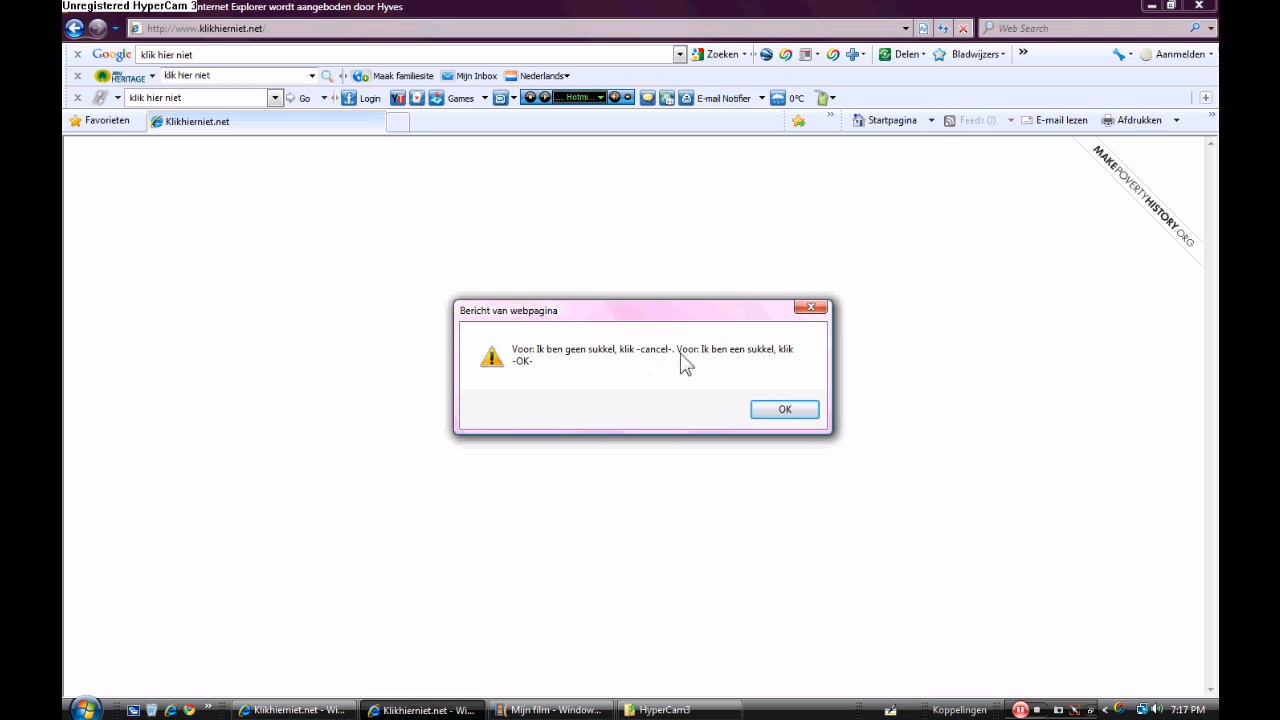 Unregistered HyperCam 3
Internet Explorer wordt aangeboden door Hyves
http://www.klikhierniet.net/
Web Search
Google
klik hier niet
Zoeken
Delen
Bladwijzers
Aanmelden
HERITAGE
klik hier niet
Maak familiesite
Mijn Inbox
Nederlands
klik hier niet
Go
Login
Games
Hotmi...
E-mail Notifier
0°C
Favorieten
Klikhierniet.net
Startpagina
Feeds (J)
E-mail lezen
Afdrukken
MAKEPOVERTYHISTORY.ORG
Bericht van webpagina
Voor: Ik ben geen sukkel, klik -cancel-. Voor: Ik ben een sukkel, klik
-OK-
OK
Klikhierniet.net - Wi...
Klikhierniet.net - Wi...
Mijn film - Window...
HyperCam3
Koppelingen
7:17 PM